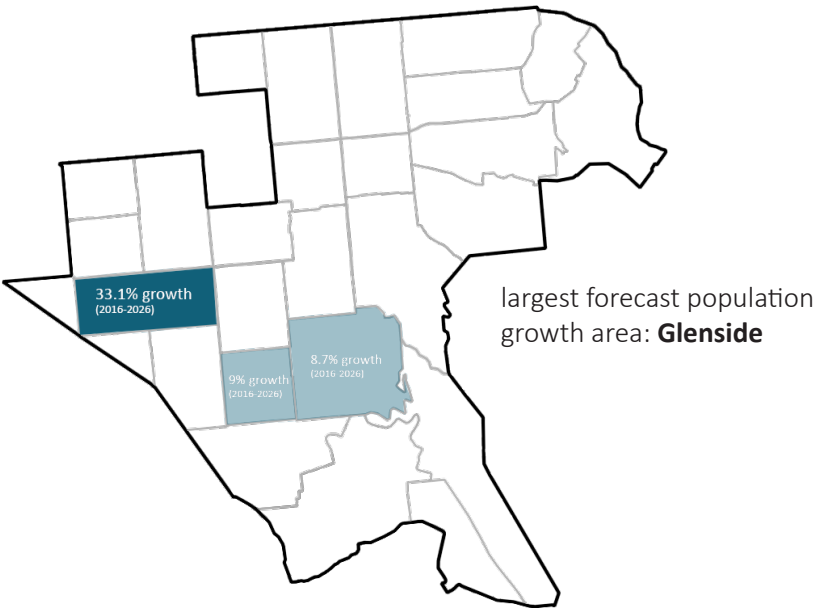 33.1% growth
(2016-2026)
largest forecast population
growth area: Glenside
8.7% growth
(2016-2026)
9% growth
(2016-2026)